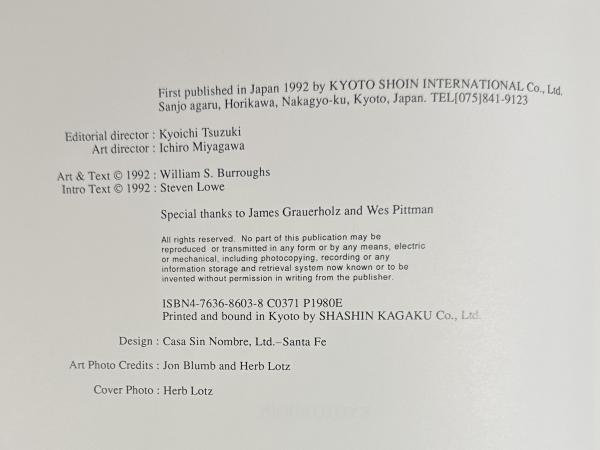 First published in Japan 1992 by KYOTO SHOIN INTERNATIONAL Co., Ltd.
Sanjo agaru, Horikawa, Nakagyo-ku, Kyoto, Japan. TEL[075]841-9123
Editorial director : Kyoichi Tsuzuki
Art director : Ichiro Miyagawa
Art & Text © 1992 : William S. Burroughs
Intro Text © 1992 : Steven Lowe
Special thanks to James Grauerholz and Wes Pittman
All rights reserved. No part of this publication may be
reproduced or transmitted in any form or by any means, electric
or mechanical, including photocopying, recording or any
information storage and retrieval system now known or to be
invented without permission in writing from the publisher.
ISBN4-7636-8603-8 C0371 P1980E
Printed and bound in Kyoto by SHASHIN KAGAKU Co., Ltd.
Design : Casa Sin Nombre, Ltd.–Santa Fe
Art Photo Credits : Jon Blumb and Herb Lotz
Cover Photo : Herb Lotz